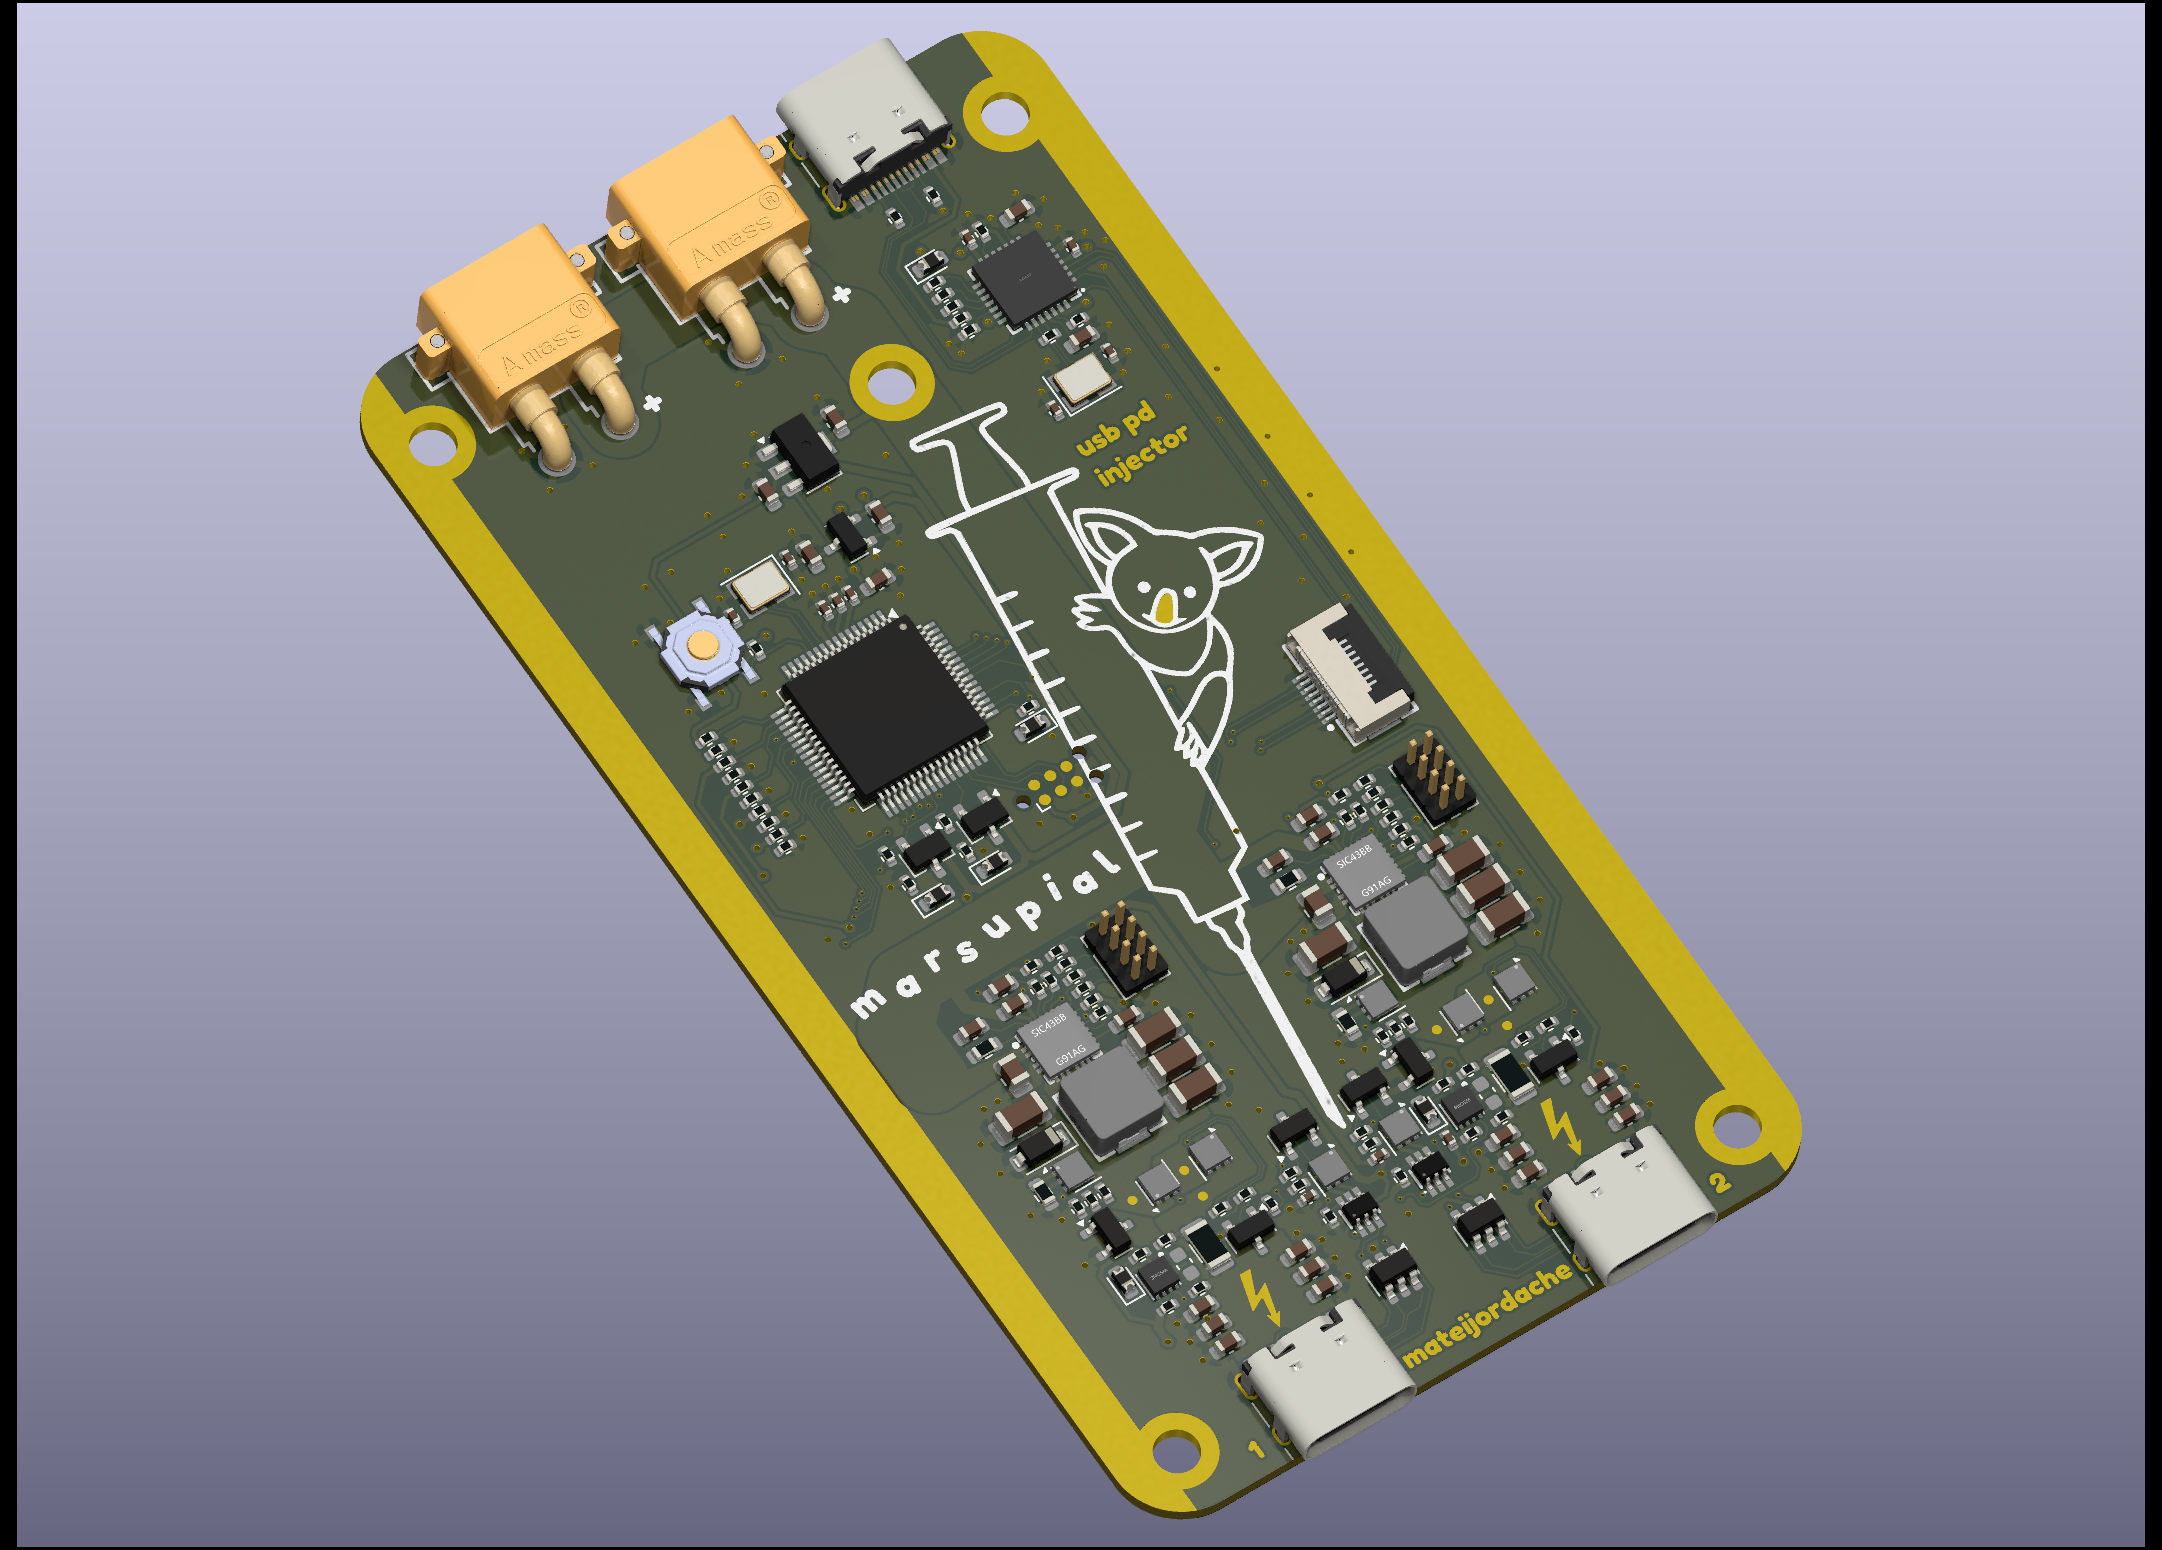 Amass®
Amass®
+
+
usb pd
injector
marsupial
SiC43BB
G91AG
SiC43BB
G91AG
2
mateijordache
1